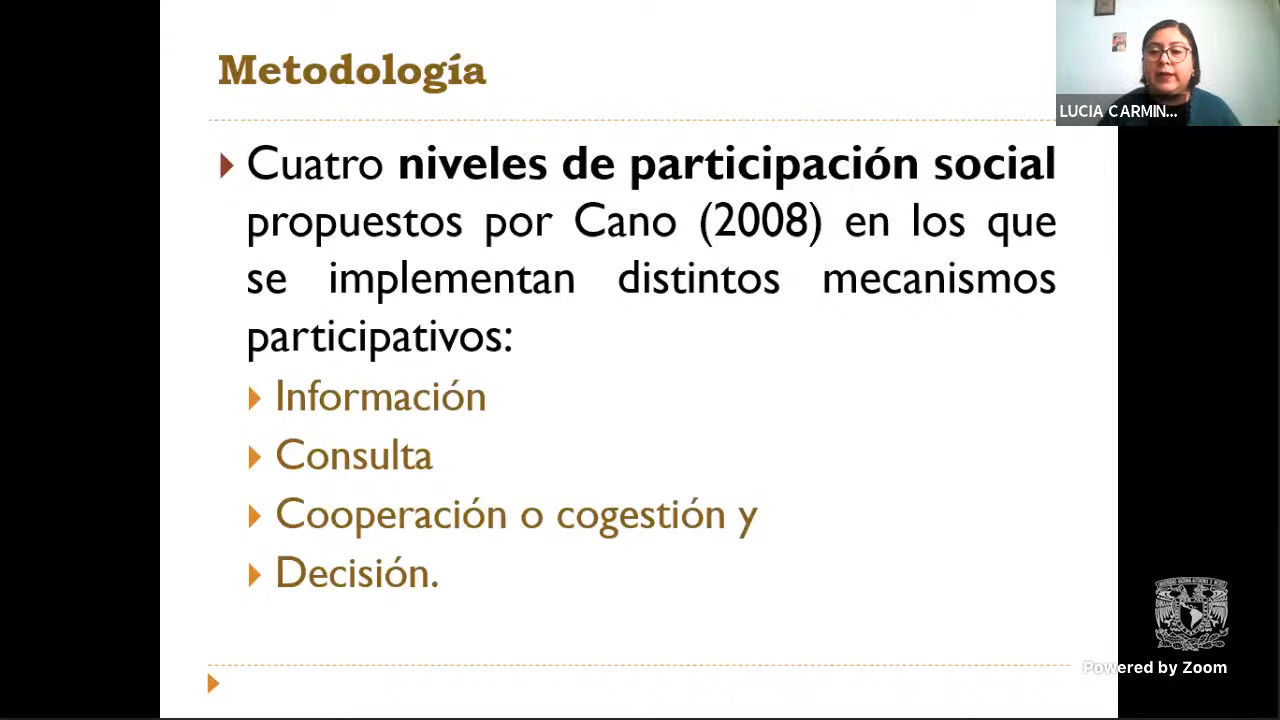 Metodología
LUCIA CARMIN...
Cuatro niveles de participación social
propuestos por Cano (2008) en los que
se implementan distintos mecanismos
participativos:
Información
Consulta
Cooperación o cogestión y
Decisión.
Powered by Zoom